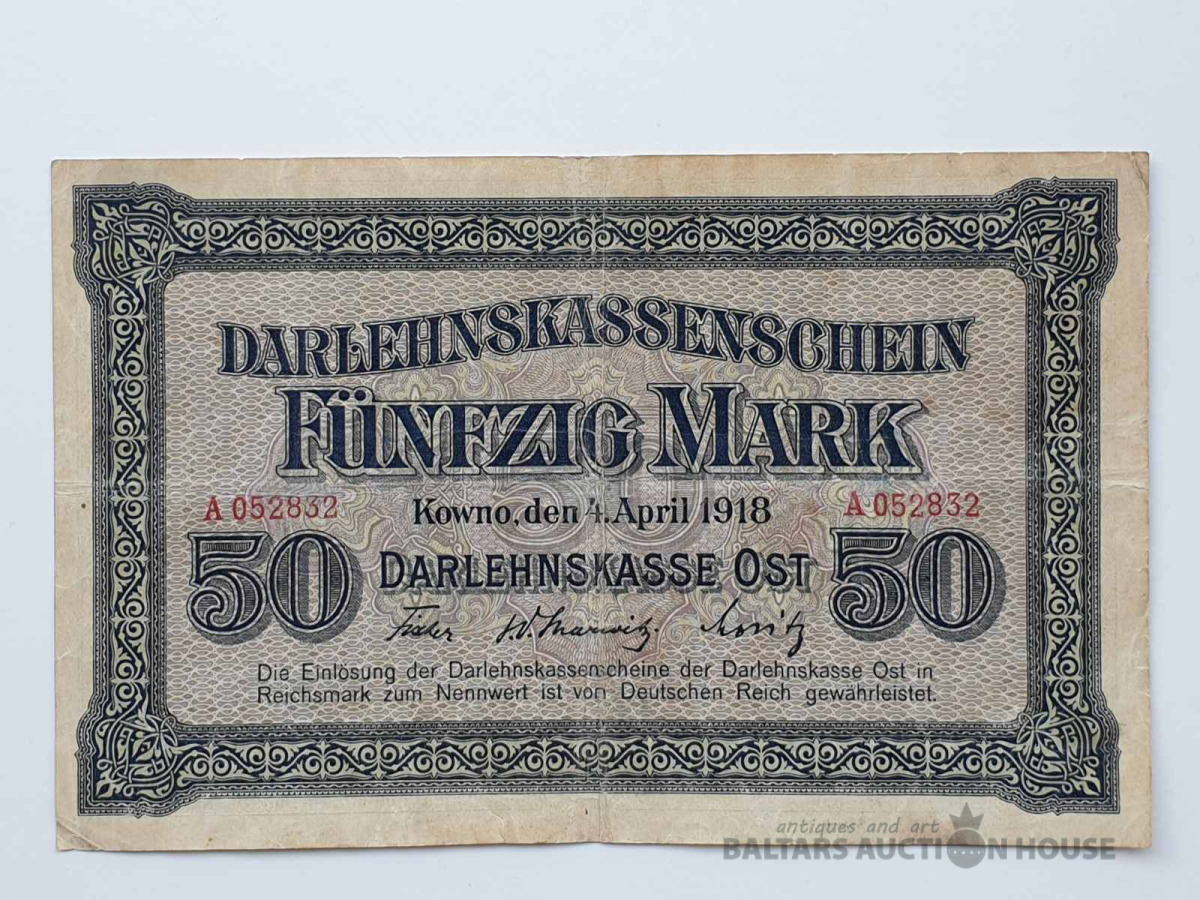 DARLEHNSKASSENSCHEIN
FÜNFZIG MARK
A 052832 Kowno, den 4. April 1918 A 052832
50 DARLEHNSKASSE OST 50
Die Einlösung der Darlehnskassenscheine der Darlehnskasse Ost in
Reichsmark zum Nennwert ist von Deutschen Reich gewährleistet.
antiques and art
BALTARS AUCTION HOUSE